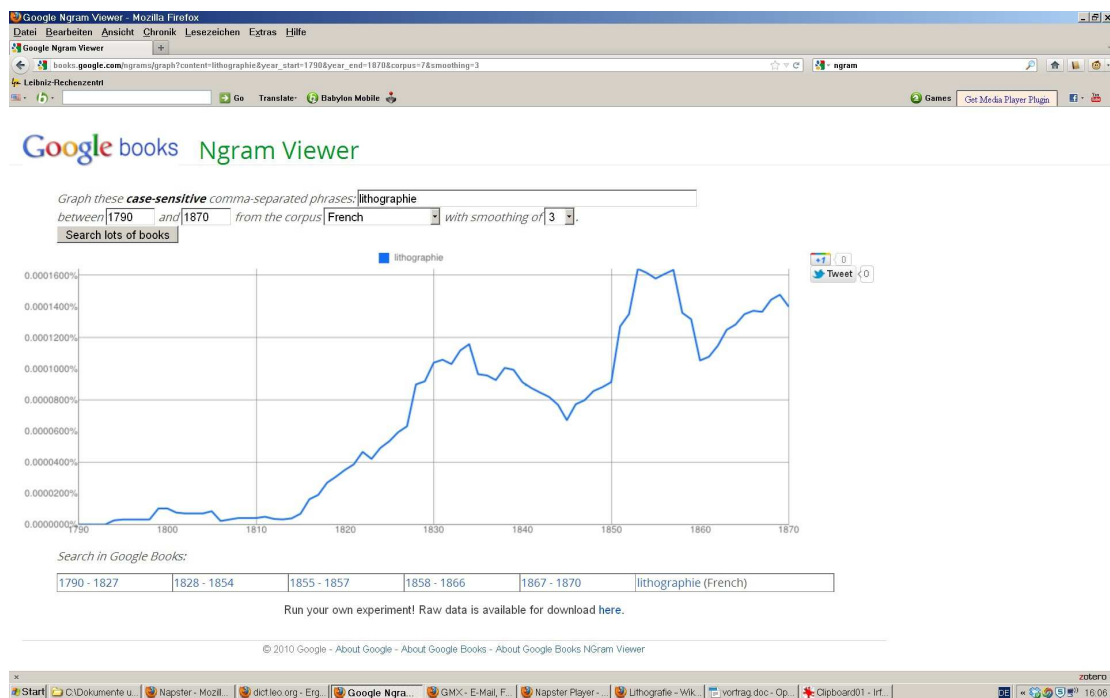 Google Ngram Viewer - Mozilla Firefox
Datei Bearbeiten Ansicht Chronik Lesezeichen Extras Hilfe
Google Ngram Viewer +
books.google.com/ngrams/graph?content=lithographie&year_start=1790&year_end=1870&corpus=7&smoothing=3 ngram
Leibniz-Rechenzentri
Go Translate Babylon Mobile Games Get Media Player Plugin
Google books Ngram Viewer
Graph these case-sensitive comma-separated phrases: lithographie
between 1790 and 1870 from the corpus French with smoothing of 3 .
Search lots of books
lithographie
+1 0
Tweet 0
0.0001600%
0.0001400%
0.0001200%
0.0001000%
0.0000800%
0.0000600%
0.0000400%
0.0000200%
0.0000000%
1790 1800 1810 1820 1830 1840 1850 1860 1870
Search in Google Books:
1790 - 1827 1828 - 1854 1855 - 1857 1858 - 1866 1867 - 1870 lithographie (French)
Run your own experiment! Raw data is available for download here.
© 2010 Google - About Google - About Google Books - About Google Books NGram Viewer
× zotero
Start C:\Dokumente u... Napster - Mozill... dict.leo.org - Erg... Google Ngra... GMX - E-Mail, F... Napster Player - ... Lithografie – Wik... vortrag.doc - Op... Clipboard01 - Irf... DE 16:06